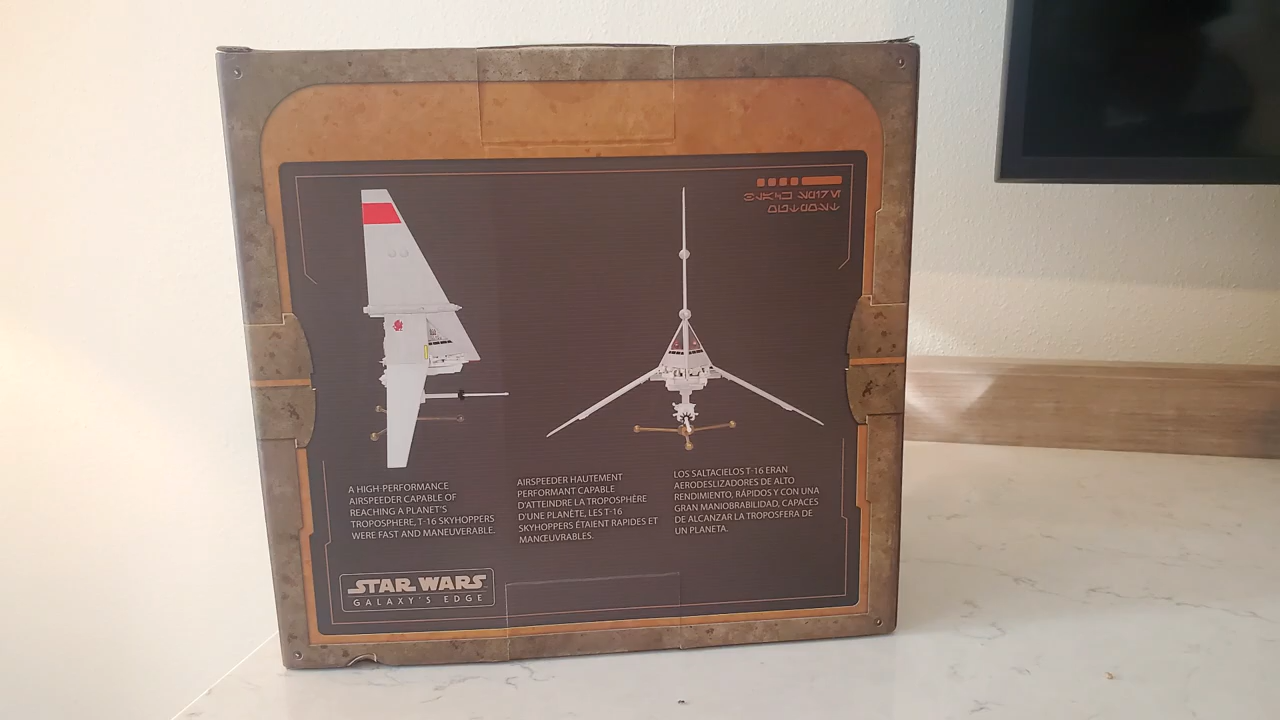 A HIGH-PERFORMANCE
AIRSPEEDER CAPABLE OF
REACHING A PLANET'S
TROPOSPHERE, T-16 SKYHOPPERS
WERE FAST AND MANEUVERABLE.
AIRSPEEDER HAUTEMENT
PERFORMANT CAPABLE
D'ATTEINDRE LA TROPOSPHÈRE
D'UNE PLANÈTE, LES T-16
SKYHOPPERS ÉTAIENT RAPIDES ET
MANŒUVRABLES.
LOS SALTACIELOS T-16 ERAN
AERODESLIZADORES DE ALTO
RENDIMIENTO, RÁPIDOS Y CON UNA
GRAN MANIOBRABILIDAD, CAPACES
DE ALCANZAR LA TROPOSFERA DE
UN PLANETA.
STAR WARS
GALAXY'S EDGE